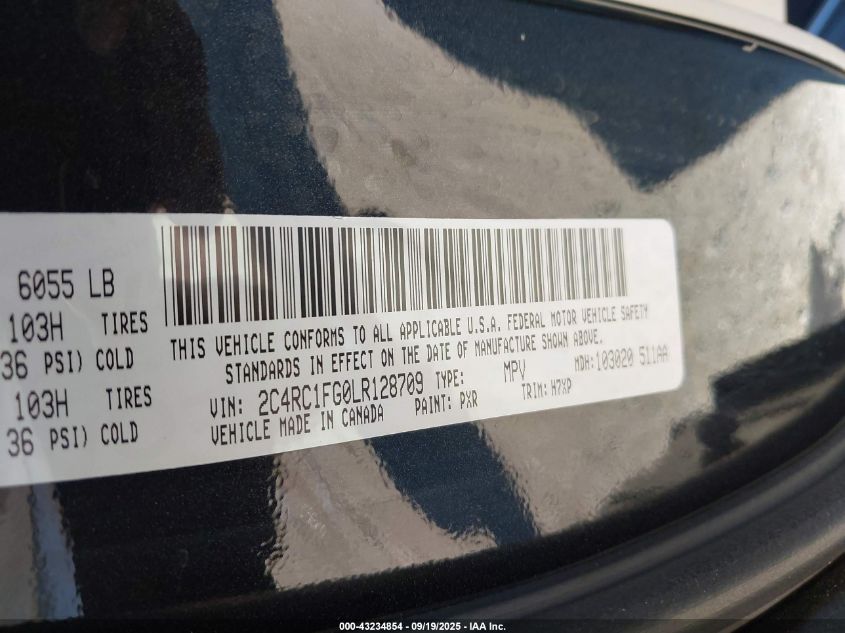 6055 LB
103H TIRES
36 PSI) COLD
103H TIRES
36 PSI) COLD
THIS VEHICLE CONFORMS TO ALL APPLICABLE U.S.A. FEDERAL MOTOR VEHICLE SAFETY
STANDARDS IN EFFECT ON THE DATE OF MANUFACTURE SHOWN ABOVE.
VIN: 2C4RC1FG0LR128709 TYPE: MPV MDH:103020 511AA
VEHICLE MADE IN CANADA PAINT: PXR TRIM: H7XP
000-43234854 - 09/19/2025 - IAA Inc.